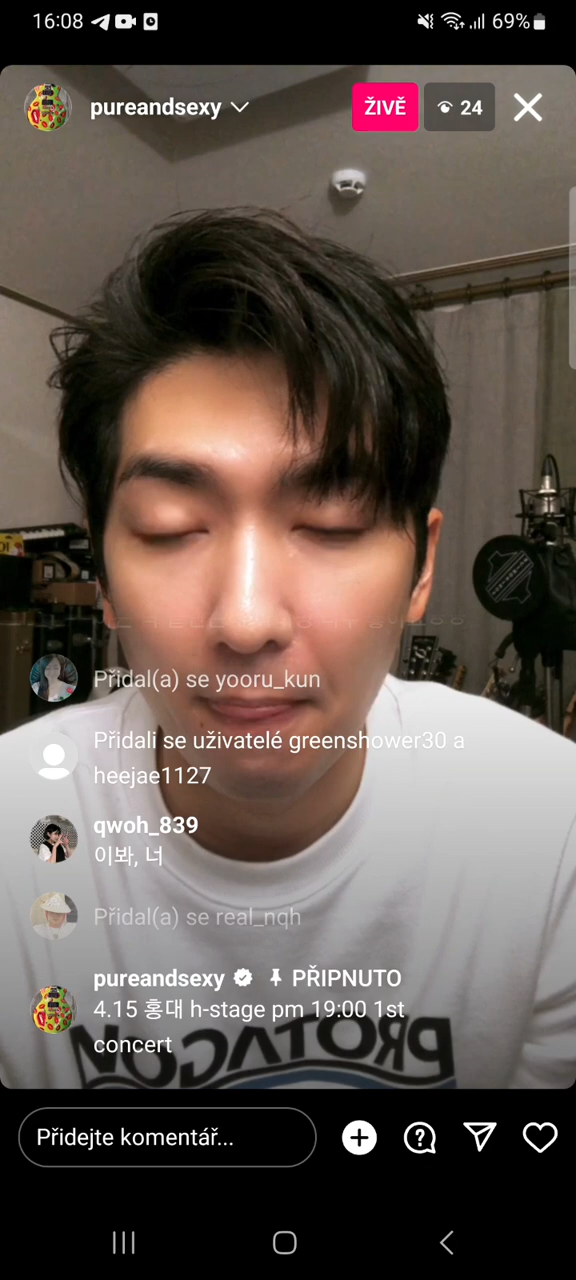 16:08
69%
pureandsexy
ŽIVĚ
24
Přidal(a) se yooru_kun
Přidali se uživatelé greenshower30 a
heejae1127
qwoh_839
이봐, 너
Přidal(a) se real_nqh
pureandsexy PŘIPNUTO
4.15 홍대 h-stage pm 19:00 1st
concert
PROTAGON
Přidejte komentář...